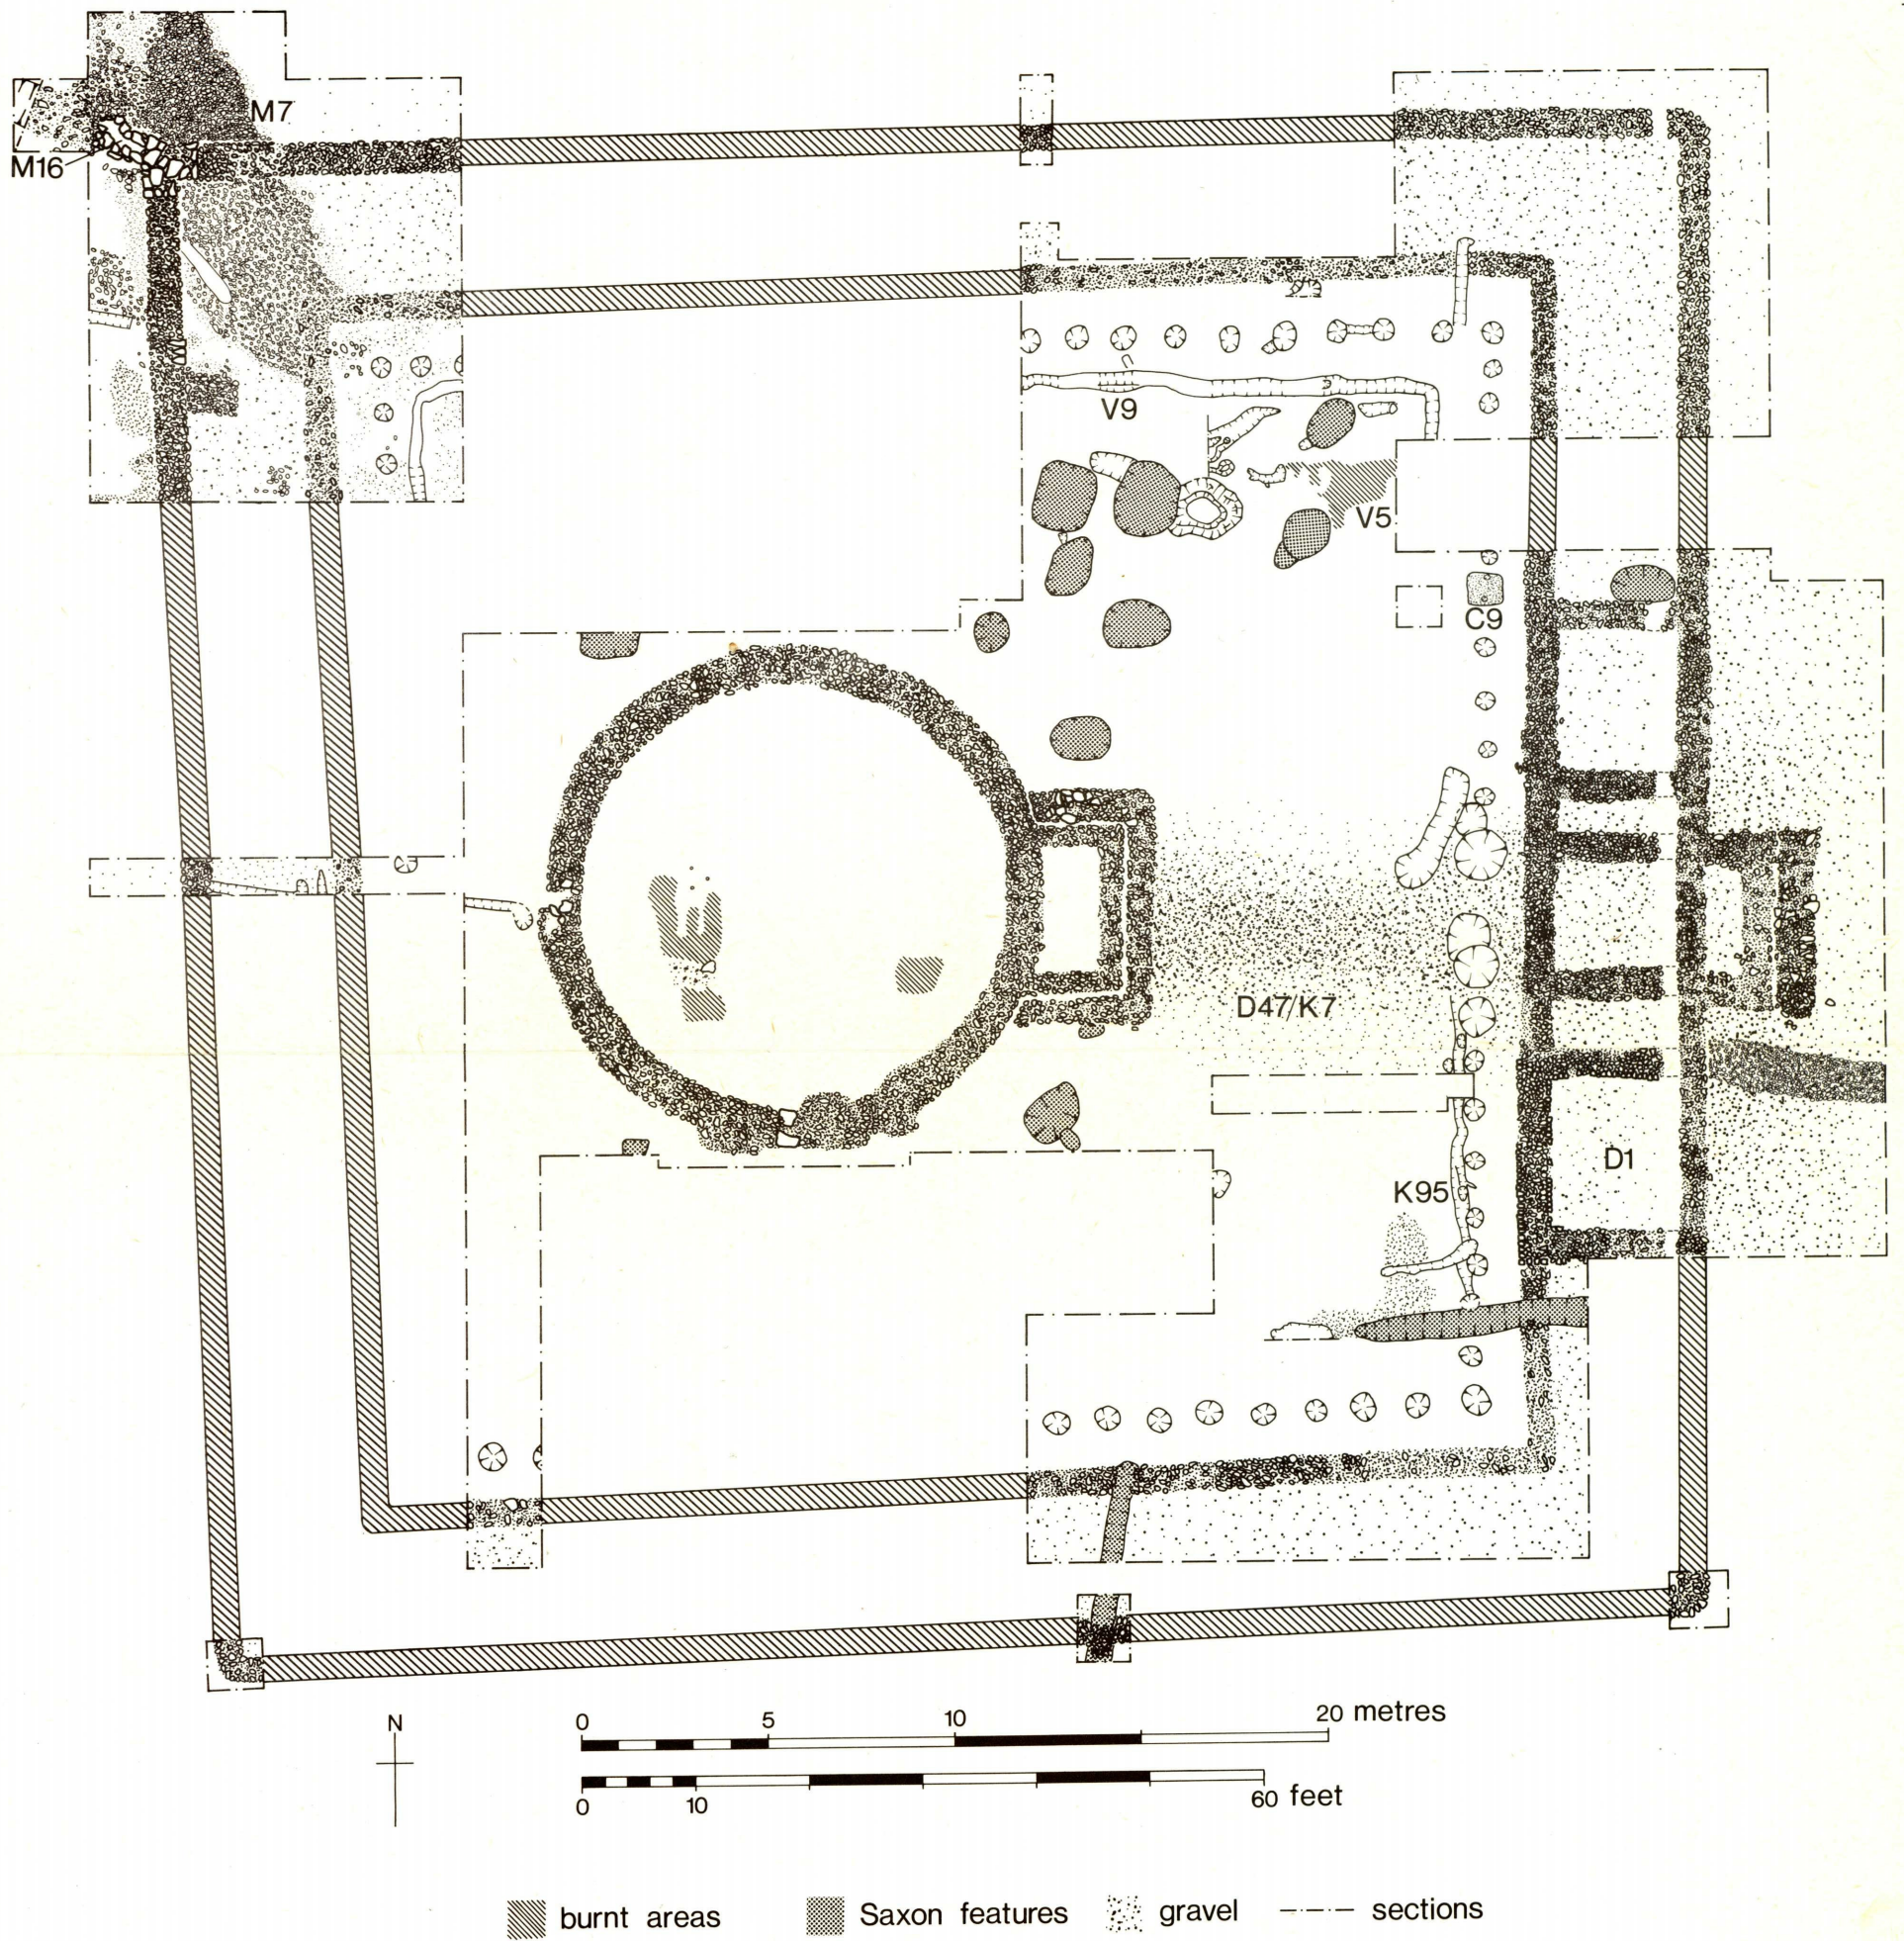 M7
M16
V9
V5
C9
D47/K7
D1
K95
N
0 5 10 20 metres
0 10 60 feet
burnt areas Saxon features gravel sections